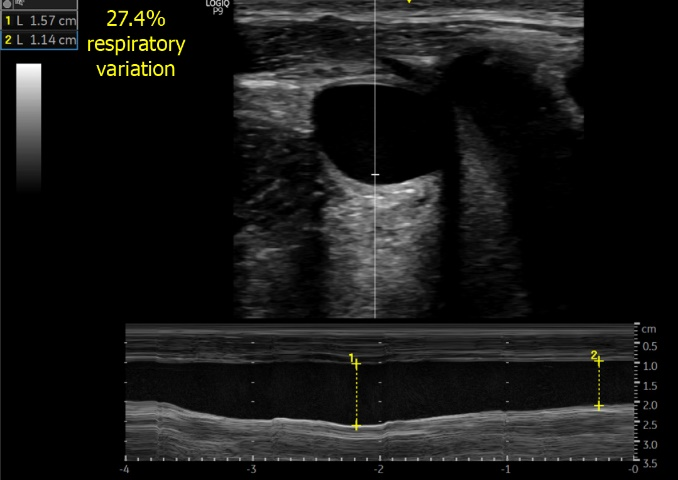 1 L 1.57 cm
2 L 1.14 cm
27.4%
respiratory
variation
LOGIQ
P9
1
2
cm
0.5
1.0
1.5
2.0
2.5
3.0
3.5
-4
-3
-2
-1
-0